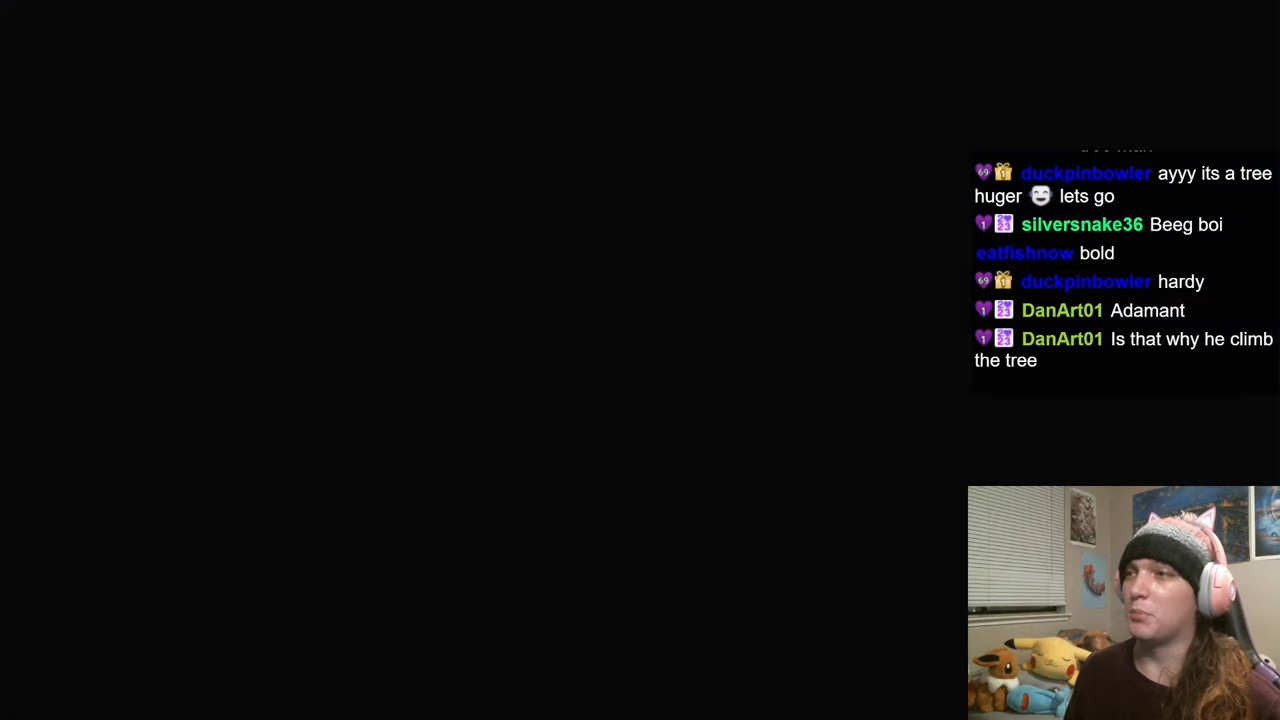 duckpinbowler ayyy its a tree
huger lets go
silversnake36 Beeg boi
eatfishnow bold
duckpinbowler hardy
DanArt01 Adamant
DanArt01 Is that why he climb
the tree